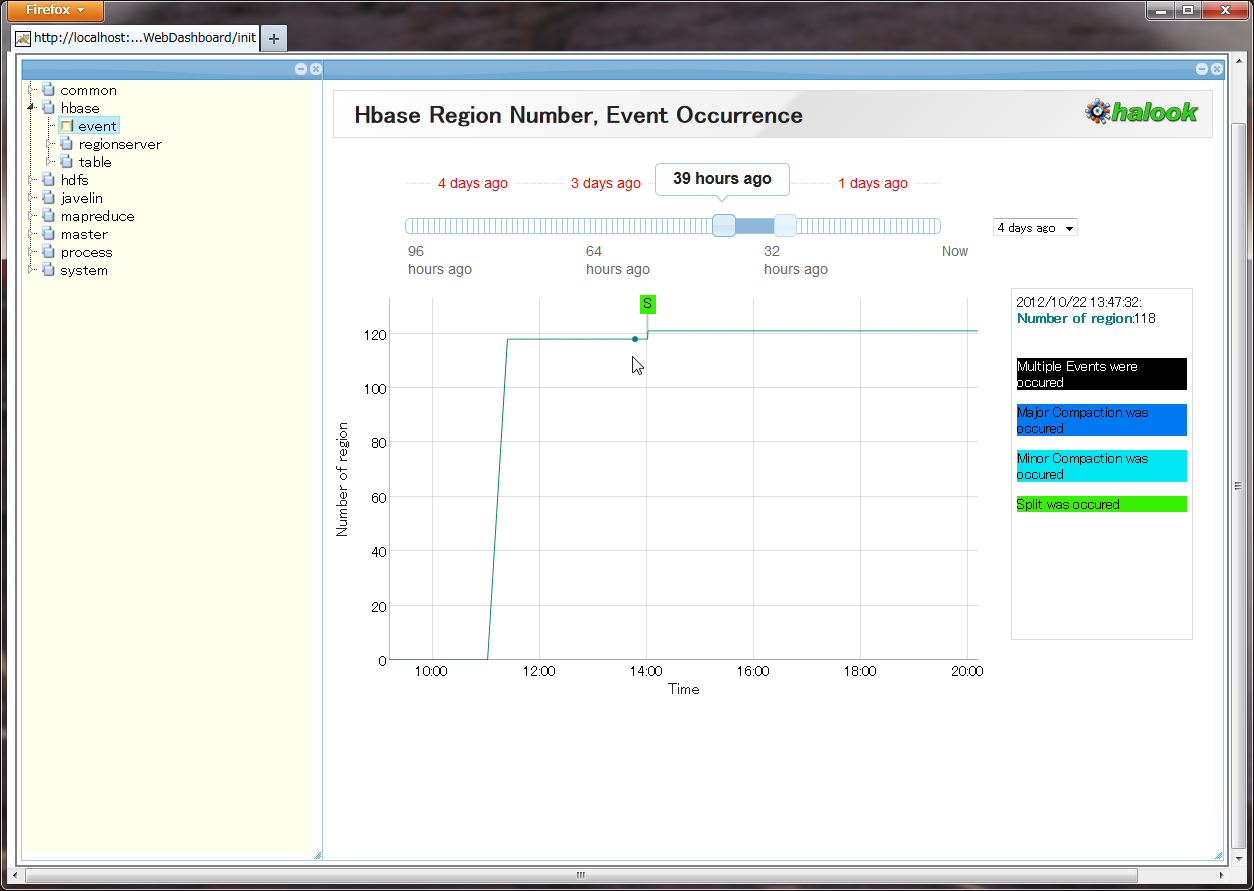 Firefox
http://localhost:...WebDashboard/init
+
common
hbase
event
regionserver
table
hdfs
javelin
mapreduce
master
process
system
Hbase Region Number, Event Occurrence
halook
4 days ago
3 days ago
39 hours ago
1 days ago
4 days ago
96
hours ago
64
hours ago
32
hours ago
Now
S
120
100
80
60
40
20
0
Number of region
10:00
12:00
14:00
16:00
18:00
20:00
Time
2012/10/22 13:47:32:
Number of region:118
Multiple Events were
occured
Major Compaction was
occured
Minor Compaction was
occured
Split was occured